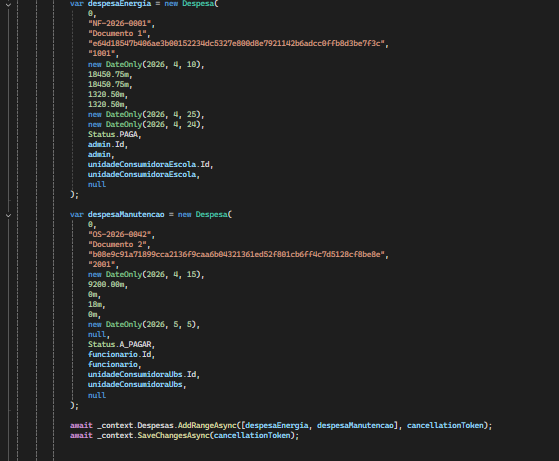 var despesaEnergia = new Despesa(
0,
"NF-2026-0001",
"Documento 1",
"e64d18547b406ae3b00152234dc5327e800d8e7921142b6adcc0ffb8d3be7f3c",
"1001",
new DateOnly(2026, 4, 10),
18450.75m,
18450.75m,
1320.50m,
1320.50m,
new DateOnly(2026, 4, 25),
new DateOnly(2026, 4, 24),
Status.PAGA,
admin.Id,
admin,
unidadeConsumidoraEscola.Id,
unidadeConsumidoraEscola,
null
);
var despesaManutencao = new Despesa(
0,
"OS-2026-0042",
"Documento 2",
"b08e9c91a71899cca2136f9caa6b04321361ed52f801cb6ff4c7d5128cf8be8e",
"2001",
new DateOnly(2026, 4, 15),
9200.00m,
0m,
18m,
0m,
new DateOnly(2026, 5, 5),
null,
Status.A_PAGAR,
funcionario.Id,
funcionario,
unidadeConsumidoraUbs.Id,
unidadeConsumidoraUbs,
null
);
await _context.Despesas.AddRangeAsync([despesaEnergia, despesaManutencao], cancellationToken);
await _context.SaveChangesAsync(cancellationToken);